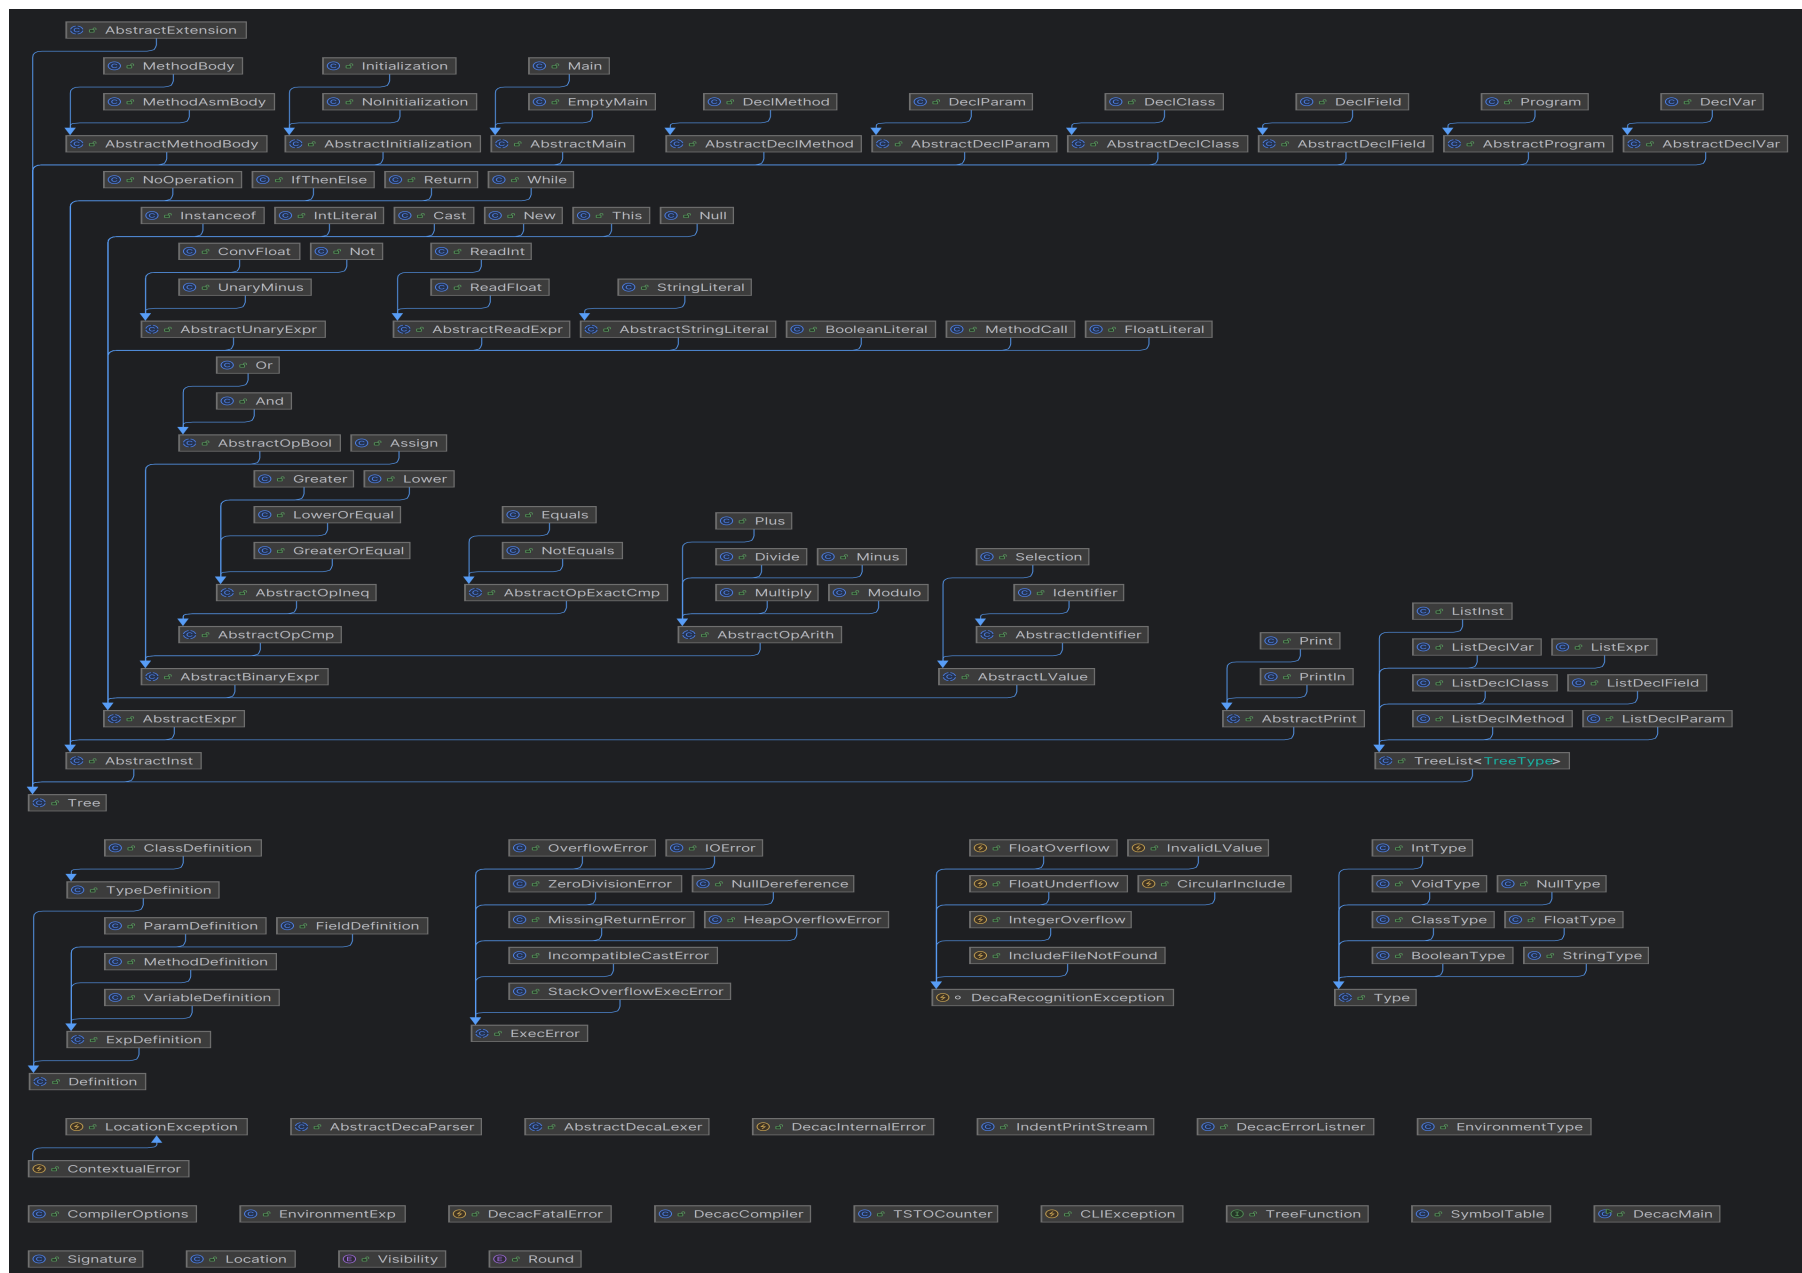 AbstractExtension
MethodBody Initialization Main
MethodAsmBody NoInitialization EmptyMain DeclMethod DeclParam DeclClass DeclField Program DeclVar
AbstractMethodBody AbstractInitialization AbstractMain AbstractDeclMethod AbstractDeclParam AbstractDeclClass AbstractDeclField AbstractProgram AbstractDeclVar
NoOperation IfThenElse Return While
Instanceof IntLiteral Cast New This Null
ConvFloat Not ReadInt
UnaryMinus ReadFloat StringLiteral
AbstractUnaryExpr AbstractReadExpr AbstractStringLiteral BooleanLiteral MethodCall FloatLiteral
Or
And
AbstractOpBool Assign
Greater Lower
LowerOrEqual Equals
Plus
GreaterOrEqual NotEquals Divide Minus Selection
AbstractOpIneq AbstractOpExactCmp Multiply Modulo Identifier
ListInst
AbstractOpCmp AbstractOpArith AbstractIdentifier Print
ListDeclVar ListExpr
AbstractBinaryExpr AbstractLValue Println
ListDeclClass ListDeclField
AbstractExpr AbstractPrint ListDeclMethod ListDeclParam
AbstractInst TreeList<TreeType>
Tree
ClassDefinition OverflowError IOError FloatOverflow InvalidLValue IntType
TypeDefinition ZeroDivisionError NullDereference FloatUnderflow CircularInclude VoidType NullType
ParamDefinition FieldDefinition MissingReturnError HeapOverflowError IntegerOverflow ClassType FloatType
MethodDefinition IncompatibleCastError IncludeFileNotFound BooleanType StringType
VariableDefinition StackOverflowExecError DecaRecognitionException Type
ExpDefinition ExecError
Definition
LocationException AbstractDecaParser AbstractDecaLexer DecacInternalError IndentPrintStream DecacErrorListner EnvironmentType
ContextualError
CompilerOptions EnvironmentExp DecacFatalError DecacCompiler TSTOCounter CLIException TreeFunction SymbolTable DecacMain
Signature Location Visibility Round